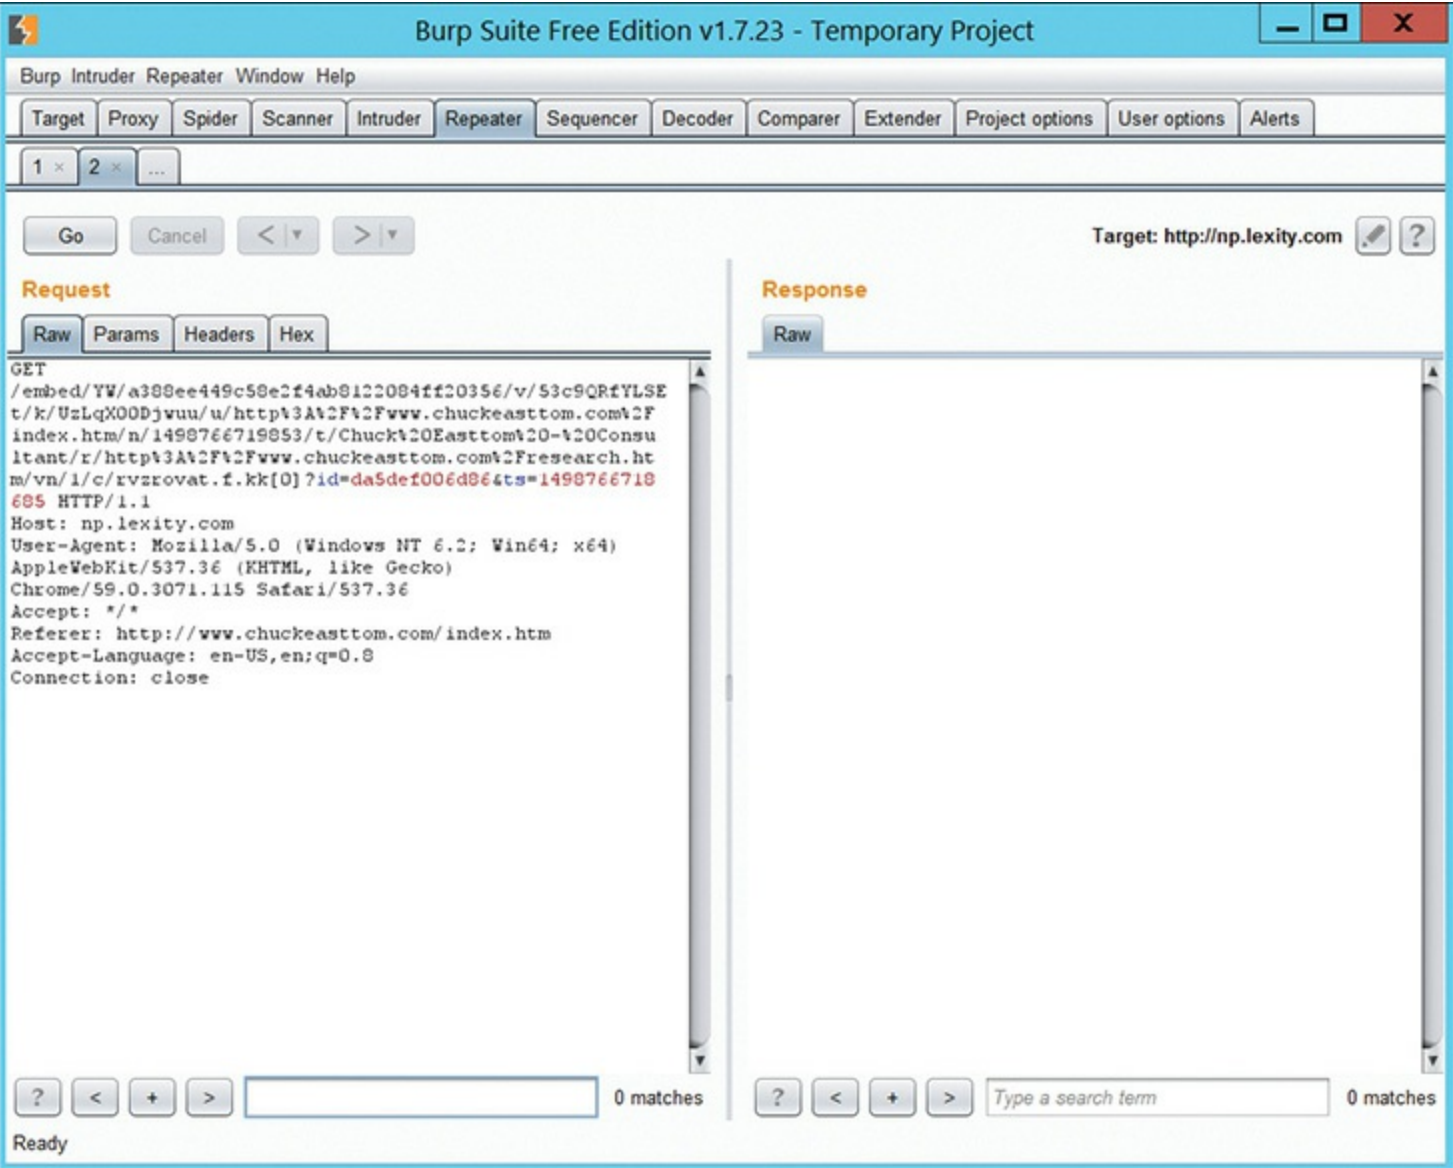 Burp Suite Free Edition v1.7.23 - Temporary Project
Burp Intruder Repeater Window Help
Target Proxy Spider Scanner Intruder Repeater Sequencer Decoder Comparer Extender Project options User options Alerts
1 × 2 × ...
Go Cancel < > Target: http://np.lexity.com ?
Request
Raw Params Headers Hex
GET
/embed/YW/a388ee449c58e2f4ab8122084ff20356/v/53c9QRfYLSE
t/k/UzLqXOODjwuu/u/http%3A%2F%2Fwww.chuckeasttom.com%2F
index.htm/n/1498766719853/t/Chuck%20Easttom%20-%20Consu
ltant/r/http%3A%2F%2Fwww.chuckeasttom.com%2Fresearch.ht
m/vn/1/c/rvzrovat.f.kk[0]?id=da5def006d86&ts=1498766718
685 HTTP/1.1
Host: np.lexity.com
User-Agent: Mozilla/5.0 (Windows NT 6.2; Win64; x64)
AppleWebKit/537.36 (KHTML, like Gecko)
Chrome/59.0.3071.115 Safari/537.36
Accept: */*
Referer: http://www.chuckeasttom.com/index.htm
Accept-Language: en-US,en;q=0.8
Connection: close
? < + > 0 matches
Response
Raw
? < + > Type a search term 0 matches
Ready